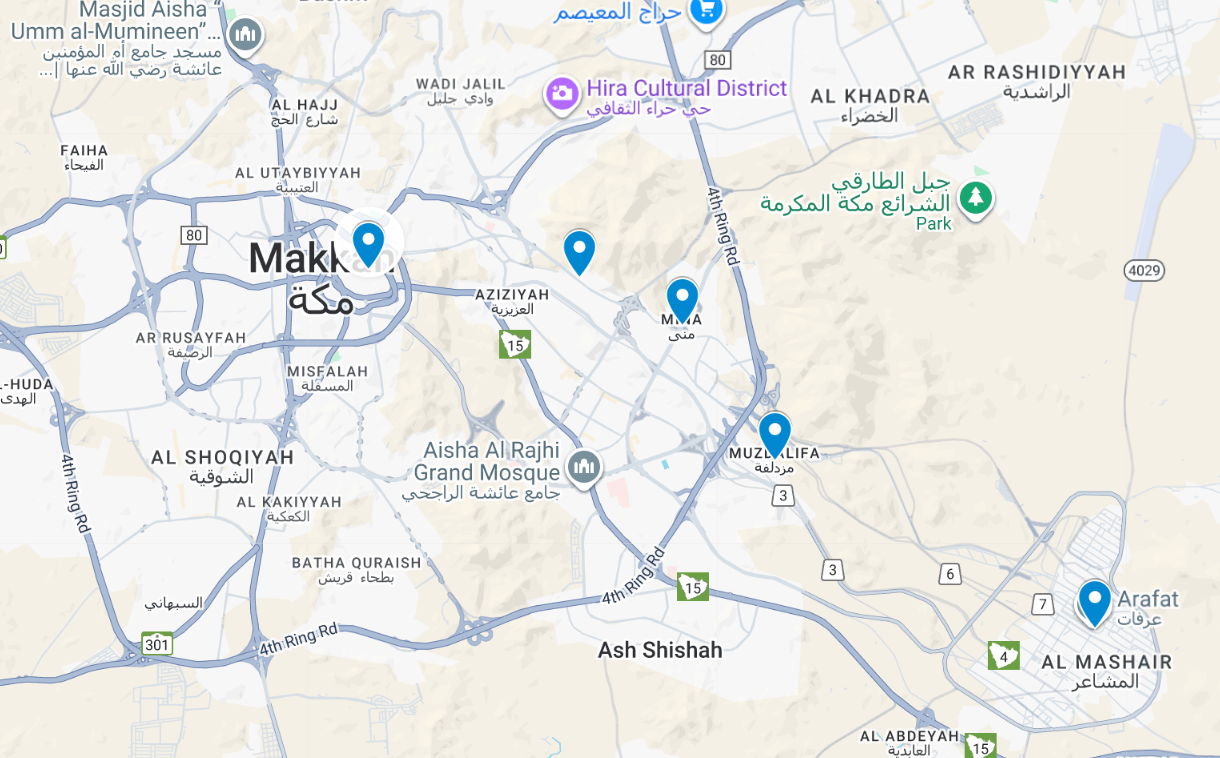 Masjid Aisha "
Umm al-Mumineen"...
مسجد جامع أم المؤمنين
عائشة رضي الله عنها |...
حراج المعيصم
80
WADI JALIL
وادي جليل
Hira Cultural District
حي حراء الثقافي
AR RASHIDIYYAH
الراشدية
AL KHADRA
الخضراء
AL HAJJ
شارع الحج
FAIHA
الفيحاء
AL UTAYBIYYAH
العتيبية
جبل الطارقي
الشرائع مكة المكرمة
Park
4th Ring Rd
80
4029
مكة
AZIZIYAH
العزيزية
منى
15
AR RUSAYFAH
الرصيفة
MISFALAH
المسفلة
L-HUDA
الهدى
Aisha Al Rajhi
Grand Mosque
جامع عائشة الراجحي
مزدلفة
3
AL SHOQIYAH
الشوقية
4th Ring Rd
AL KAKIYYAH
الكعكية
BATHA QURAISH
بطحاء قريش
4th Ring Rd
15
3
6
7
Arafat
عرفات
السبهاني
301
4th Ring Rd
Ash Shishah
4
AL MASHAIR
المشاعر
AL ABDEYAH
العابدية
15